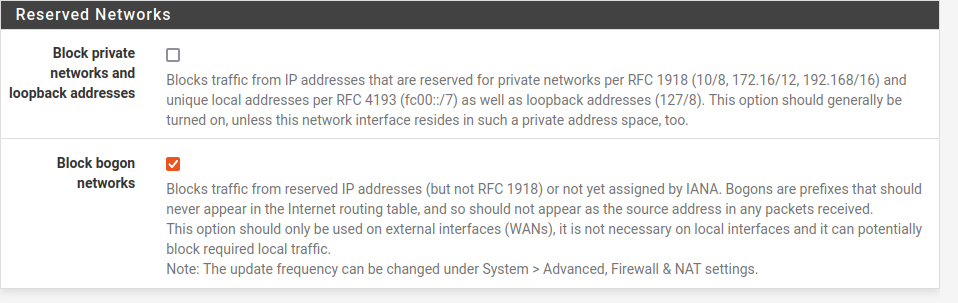 Reserved Networks
Block private
networks and
loopback addresses
Blocks traffic from IP addresses that are reserved for private networks per RFC 1918 (10/8, 172.16/12, 192.168/16) and
unique local addresses per RFC 4193 (fc00::/7) as well as loopback addresses (127/8). This option should generally be
turned on, unless this network interface resides in such a private address space, too.
Block bogon
networks
Blocks traffic from reserved IP addresses (but not RFC 1918) or not yet assigned by IANA. Bogons are prefixes that should
never appear in the Internet routing table, and so should not appear as the source address in any packets received.
This option should only be used on external interfaces (WANs), it is not necessary on local interfaces and it can potentially
block required local traffic.
Note: The update frequency can be changed under System > Advanced, Firewall & NAT settings.